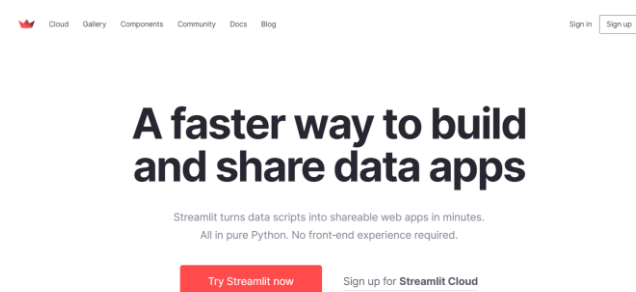 Cloud Gallery Components Community Docs Blog Sign in Sign up
A faster way to build
and share data apps
Streamlit turns data scripts into shareable web apps in minutes.
All in pure Python. No front-end experience required.
Try Streamlit now Sign up for Streamlit Cloud